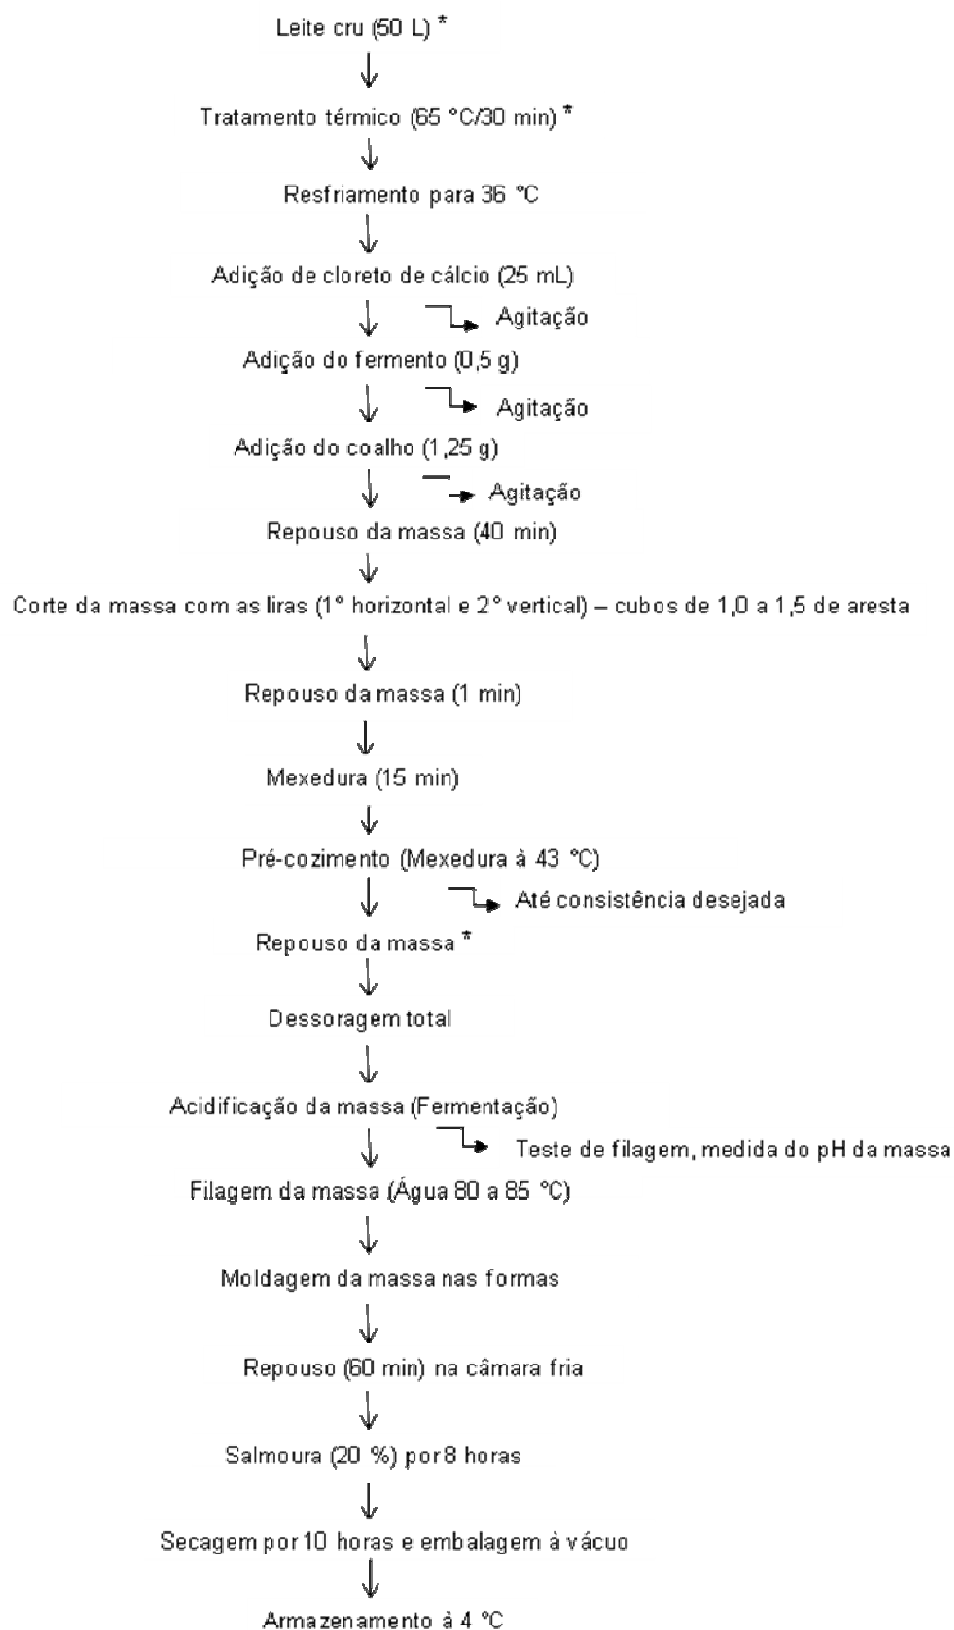 Leite cru (50 L) *
Tratamento térmico (65 °C/30 min) *
Resfriamento para 36 °C
Adição de cloreto de cálcio (25 mL)
Agitação
Adição do fermento (0,5 g)
Agitação
Adição do coalho (1,25 g)
Agitação
Repouso da massa (40 min)
Corte da massa com as liras (1° horizontal e 2° vertical) – cubos de 1,0 a 1,5 de aresta
Repouso da massa (1 min)
Mexedura (15 min)
Pré-cozimento (Mexedura à 43 °C)
Até consistência desejada
Repouso da massa *
Dessoragem total
Acidificação da massa (Fermentação)
Teste de filagem, medida do pH da massa
Filagem da massa (Água 80 a 85 °C)
Moldagem da massa nas formas
Repouso (60 min) na câmara fria
Salmoura (20 %) por 8 horas
Secagem por 10 horas e embalagem à vácuo
Armazenamento à 4 °C